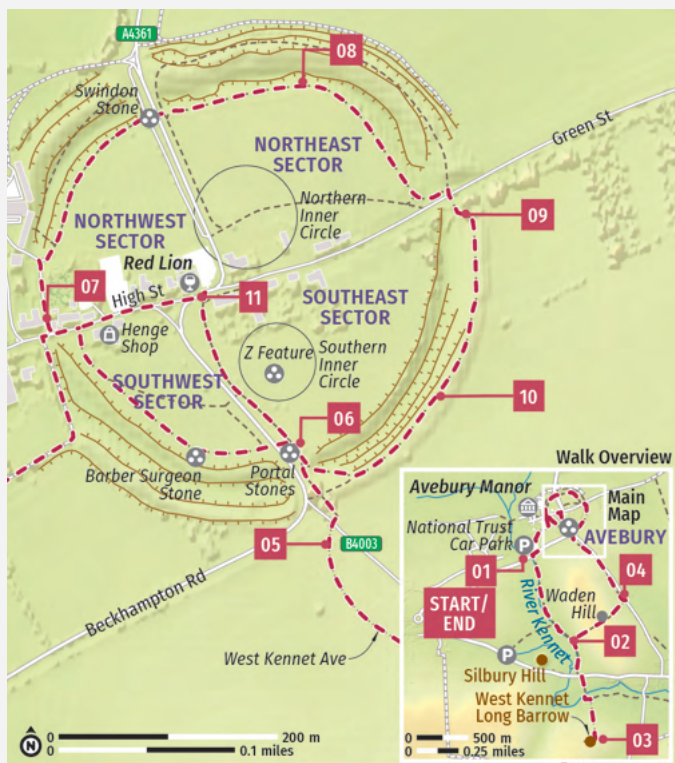 A4361
08
Swindon
Stone
Green St
NORTHEAST
SECTOR
Northern
Inner
Circle
09
NORTHWEST
SECTOR
Red Lion
07
High St
11
SOUTHEAST
SECTOR
Henge
Shop
Z Feature
Southern
Inner
Circle
SOUTHWEST
SECTOR
10
06
Barber Surgeon
Stone
Portal
Stones
05
B4003
Beckhampton Rd
West Kennet Ave
N
0 200 m
0 0.1 miles
Walk Overview
Avebury Manor
Main
Map
National Trust
Car Park
P
AVEBURY
01
04
START/
END
River Kennet
Waden
Hill
02
P
Silbury Hill
West Kennet
Long Barrow
03
0 500 m
0 0.25 miles